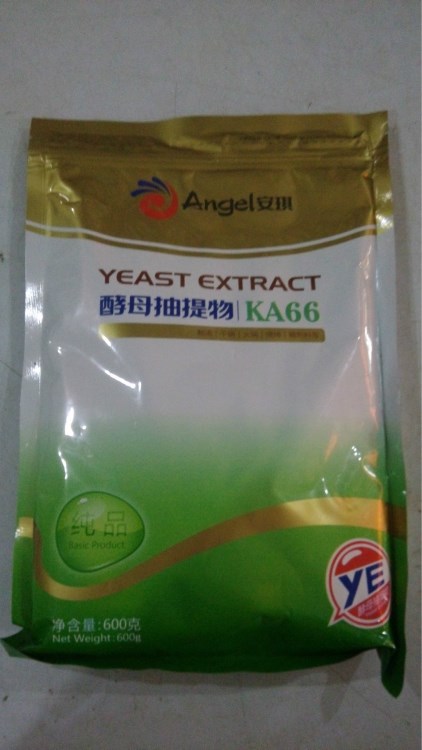 Angel安琪
YEAST EXTRACT
酵母抽提物 | KA66
纯品
Basic Product
YE
净含量:600克
Net Weight:600g